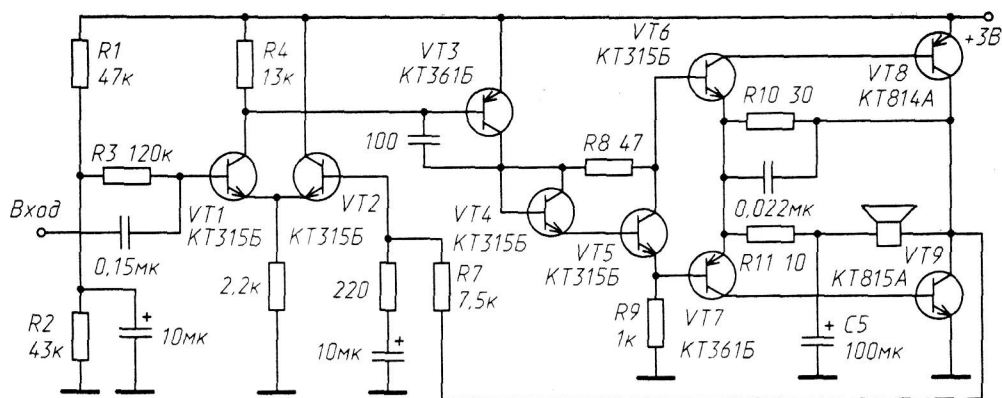 R1
47к
R4
13к
VT3
КТ361Б
VT6
КТ315Б
+3В
VT8
КТ814А
R10 30
100
R8 47
R3 120к
Вход
VT1
КТ315Б
VT2
КТ315Б
0,15мк
VT4
КТ315Б
VT5
КТ315Б
0,022мк
R11 10
VT9
КТ815А
2,2к
220
R7
7,5к
R9
1к
VT7
КТ361Б
R2
43к
+
10мк
10мк
+
+
C5
100мк